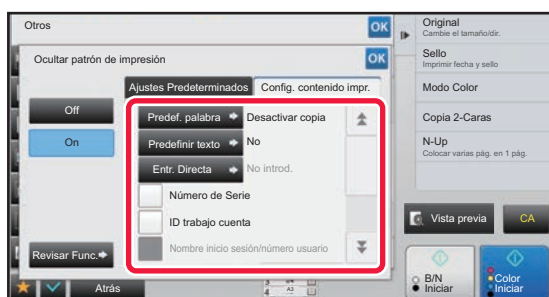 Otros
OK
Ocultar patrón de impresión
OK
Ajustes Predeterminados
Config. contenido impr.
Off
On
Predef. palabra
Desactivar copia
Predefinir texto
No
Entr. Directa
No introd.
Número de Serie
ID trabajo cuenta
Nombre inicio sesión/número usuario
Revisar Func.
Atrás
A3
Original
Cambie el tamaño/dir.
Sello
Imprimir fecha y sello
Modo Color
Copia 2-Caras
N-Up
Colocar varias pág. en 1 pág.
Vista previa
CA
B/N
Iniciar
Color
Iniciar